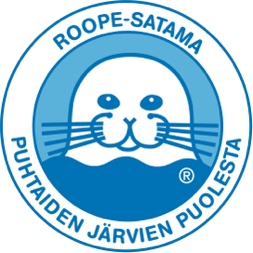 ROOPE-SATAMA
PUHTAIDEN JÄRVIEN PUOLESTA
®